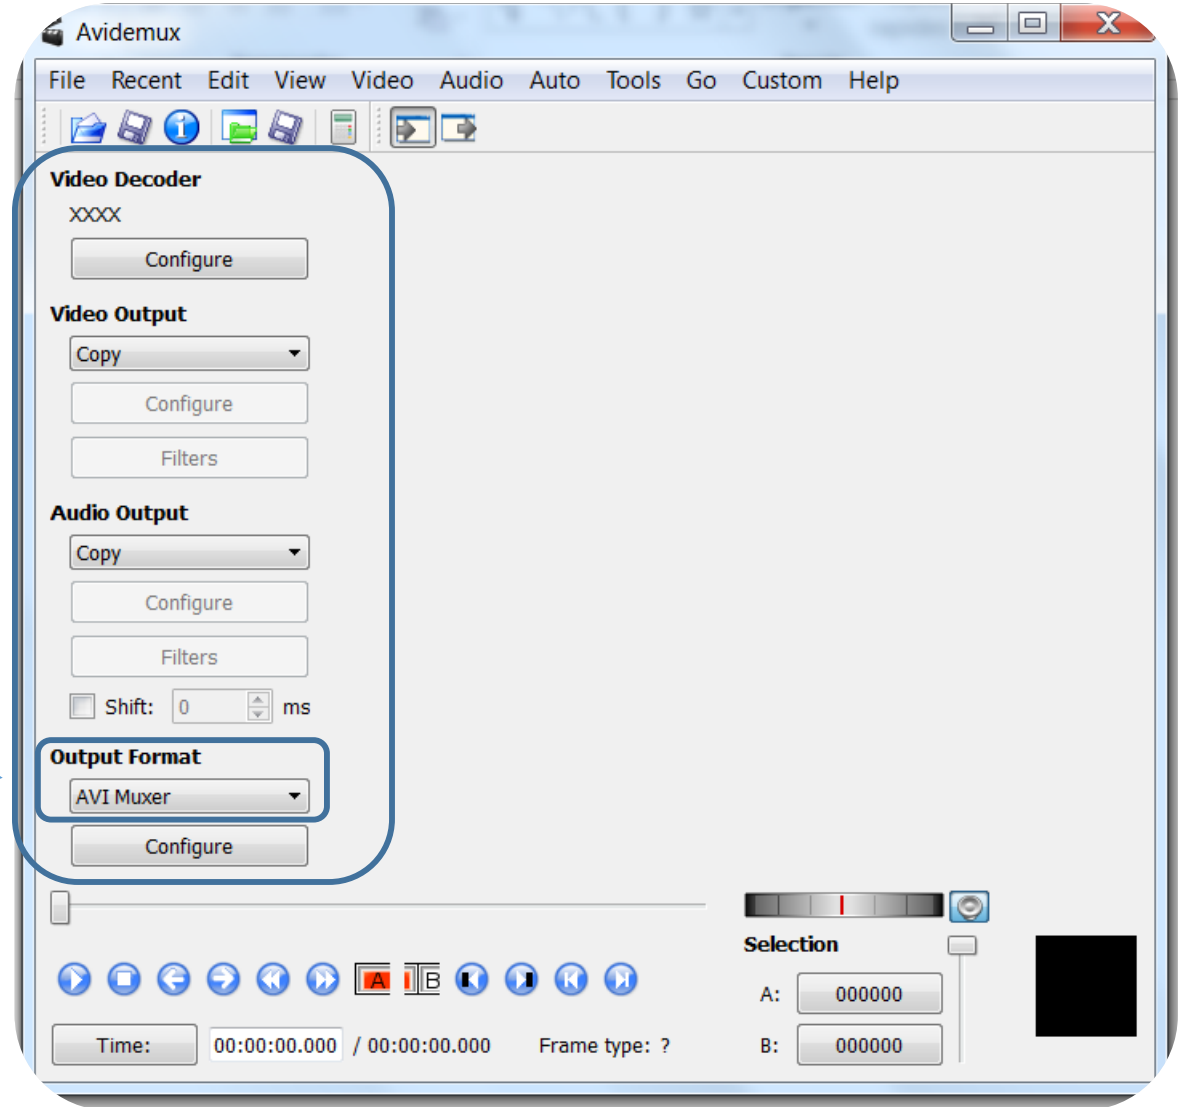 Avidemux
File Recent Edit View Video Audio Auto Tools Go Custom Help
Video Decoder
XXXX
Configure
Video Output
Copy
Configure
Filters
Audio Output
Copy
Configure
Filters
Shift: 0 ms
Output Format
AVI Muxer
Configure
Selection
A B
A: 000000
Time: 00:00:00.000 / 00:00:00.000 Frame type: ? B: 000000